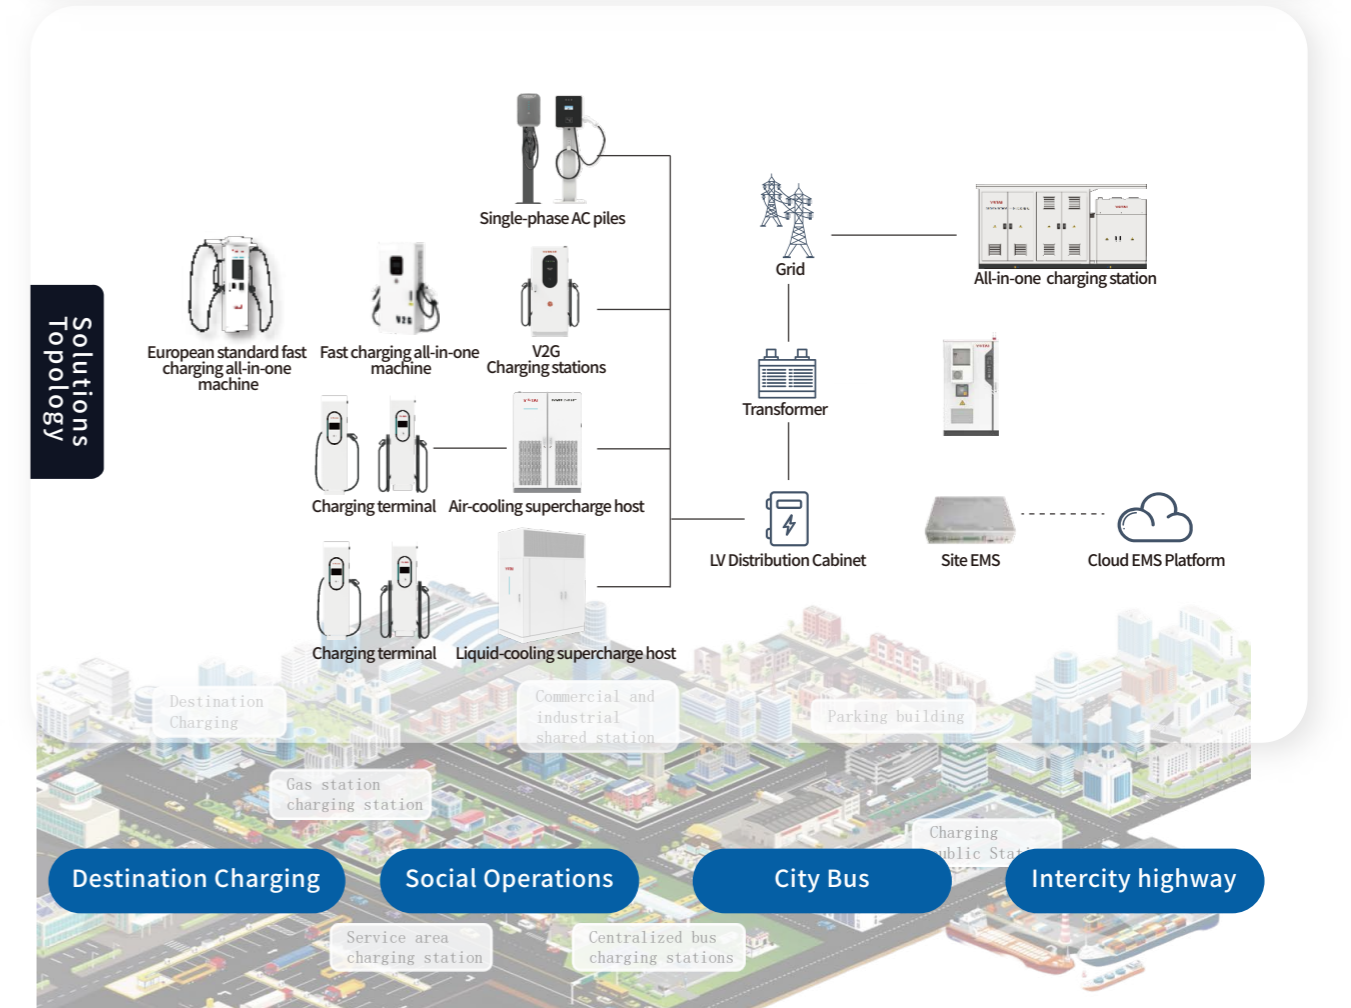 Solutions
Topology
Single-phase AC piles
European standard fast
charging all-in-one
machine
Fast charging all-in-one
machine
V2G
V2G
Charging stations
Charging terminal
Air-cooling supercharge host
Charging terminal
Liquid-cooling supercharge host
Grid
All-in-one charging station
Transformer
LV Distribution Cabinet
Site EMS
Cloud EMS Platform
Destination
Charging
Commercial and
industrial
shared station
Parking building
Gas station
charging station
Charging
Destination Charging
Social Operations
City Bus
Intercity highway
Service area
charging station
Centralized bus
charging stations